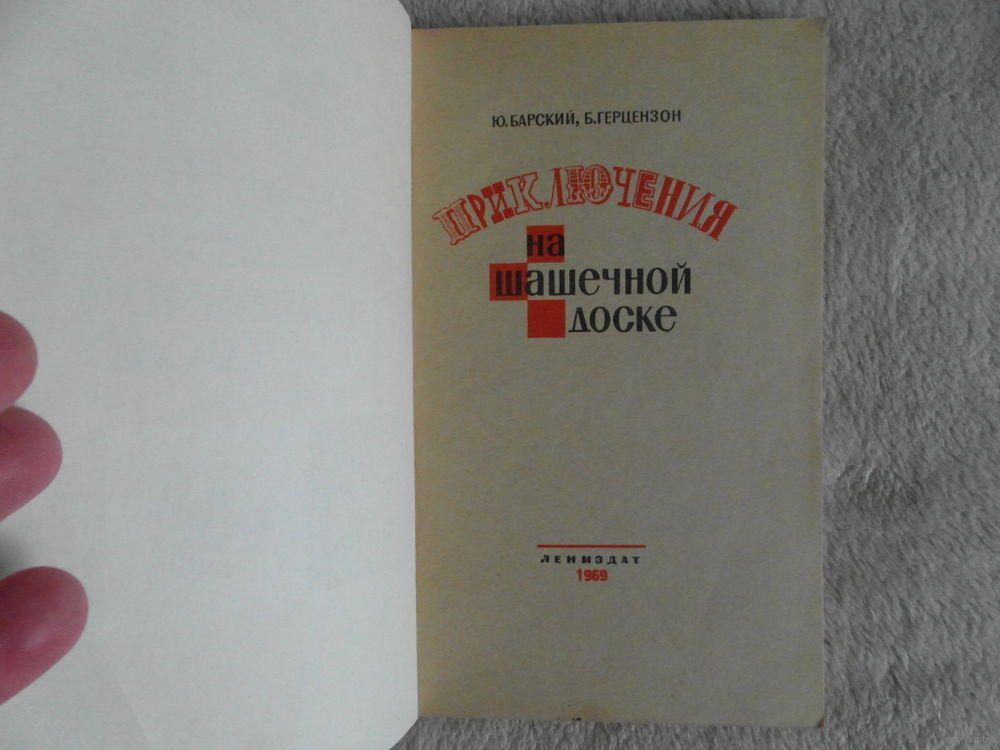 Ю.БАРСКИЙ, Б.ГЕРЦЕНЗОН
ПРИКЛЮЧЕНИЯ
на
шашечной
доске
ЛЕНИЗДАТ
1969